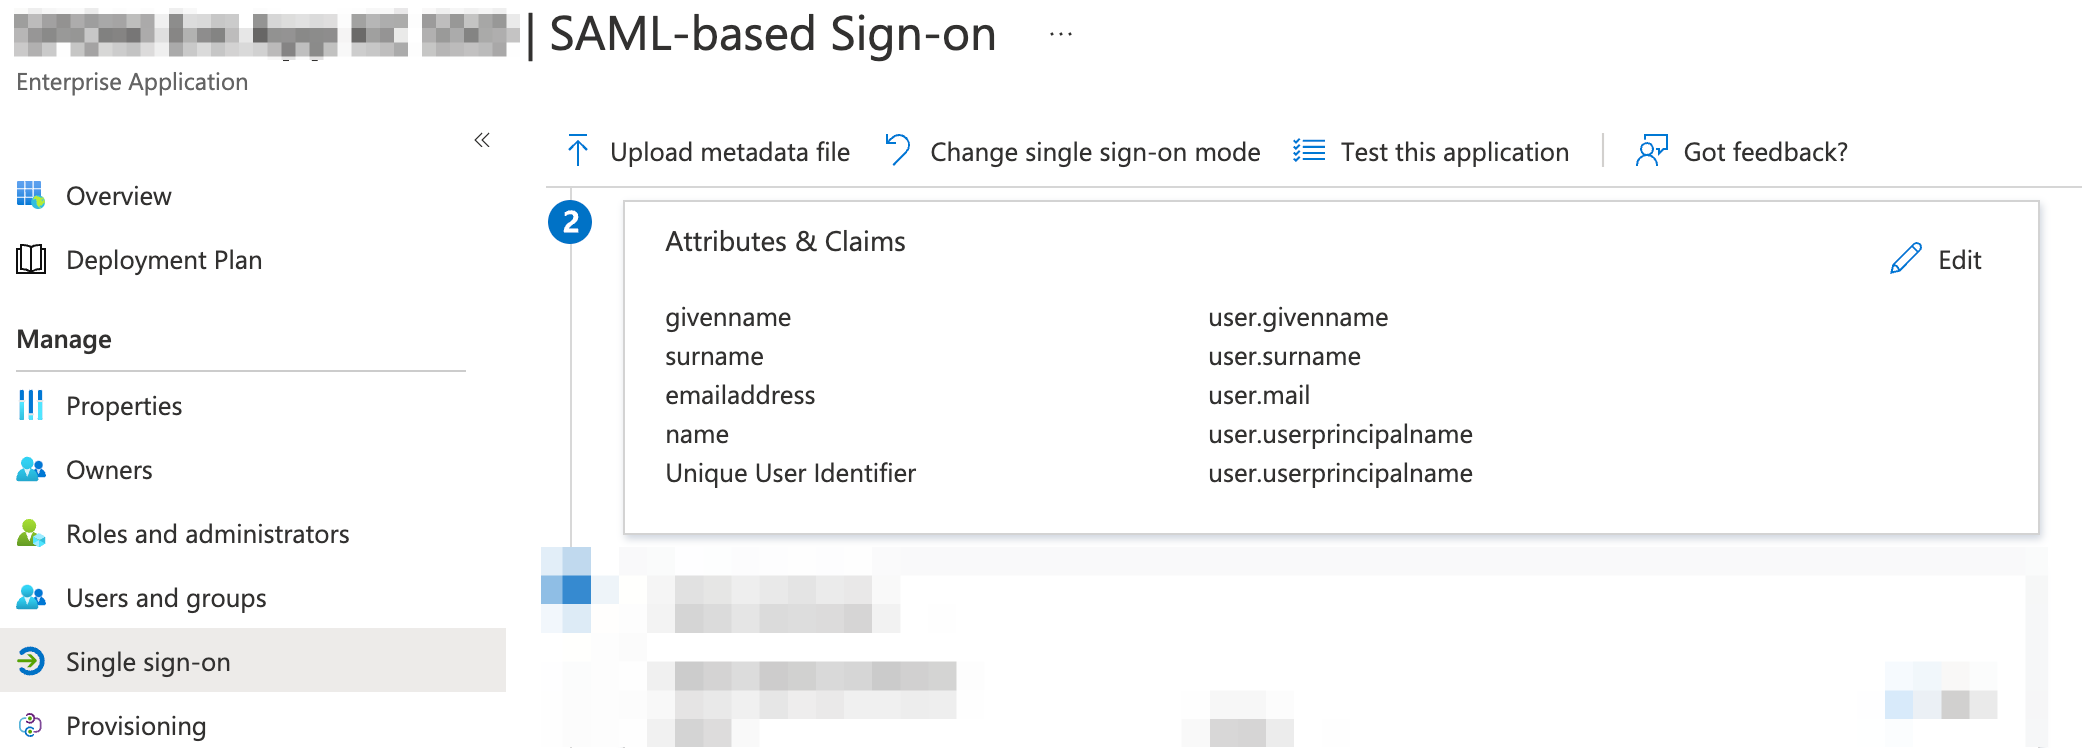 | SAML-based Sign-on ...
Enterprise Application
«
Upload metadata file Change single sign-on mode Test this application Got feedback?
Overview
Deployment Plan
Manage
Properties
Owners
Roles and administrators
Users and groups
Single sign-on
Provisioning
2
Attributes & Claims
Edit
givenname user.givenname
surname user.surname
emailaddress user.mail
name user.userprincipalname
Unique User Identifier user.userprincipalname